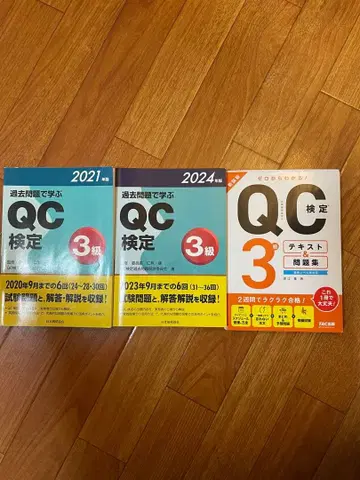 2021年版
過去問題で学ぶ
QC
検定
3級
2020年9月までの6回(24~28・30回)
試験問題と、解答・解説を収録!
2024年版
過去問題で学ぶ
QC
検定
3級
2023年9月までの6回(31~36回)
試験問題と、解答解説を収録!
QC
検定
3級
テキスト
&
問題集
2週間でラクラク合格!
これ
1冊で
大丈夫!
TAC出版